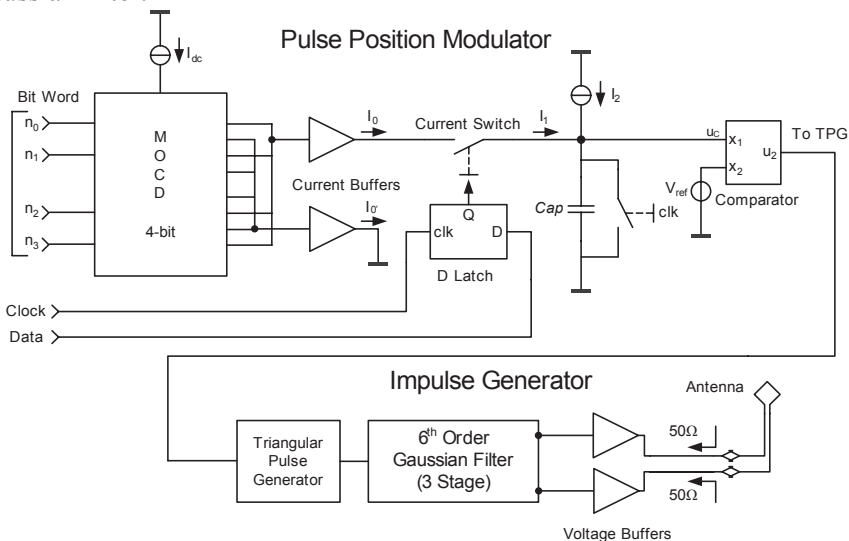 Pulse Position Modulator
Idc
Bit Word
n0
n1
n2
n3
M
O
C
D
4-bit
I0
Current Buffers
I0'
Current Switch
I1
I2
Q
clk
D
D Latch
Cap
clk
uC
x1
x2
u2
Vref
Comparator
To TPG
Clock
Data
Impulse Generator
Antenna
Triangular
Pulse
Generator
6th Order
Gaussian Filter
(3 Stage)
50Ω
50Ω
Voltage Buffers